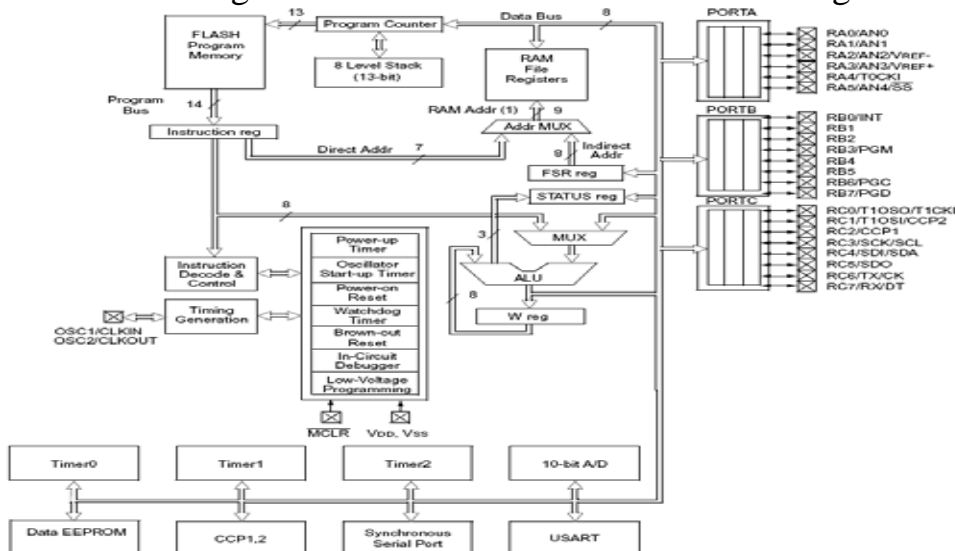 13
Program Counter
Data Bus
8
PORTA
FLASH
Program
Memory
8 Level Stack
(13-bit)
RAM
File
Registers
RA0/AN0
RA1/AN1
RA2/AN2/VREF-
RA3/AN3/VREF+
RA4/T0CKI
RA5/AN4/SS
Program
Bus
14
Instruction reg
RAM Addr (1)
9
Addr MUX
PORTB
RB0/INT
RB1
RB2
RB3/PGM
RB4
RB5
RB6/PGC
RB7/PGD
Direct Addr
7
8
Indirect
Addr
FSR reg
STATUS reg
8
3
MUX
PORTC
RC0/T1OSO/T1CKI
RC1/T1OSI/CCP2
RC2/CCP1
RC3/SCK/SCL
RC4/SDI/SDA
RC5/SDO
RC6/TX/CK
RC7/RX/DT
Instruction
Decode &
Control
Power-up
Timer
Oscillator
Start-up Timer
Power-on
Reset
Watchdog
Timer
Brown-out
Reset
In-Circuit
Debugger
Low-Voltage
Programming
ALU
8
W reg
Timing
Generation
OSC1/CLKIN
OSC2/CLKOUT
MCLR
VDD, VSS
Timer0
Timer1
Timer2
10-bit A/D
Data EEPROM
CCP1,2
Synchronous
Serial Port
USART